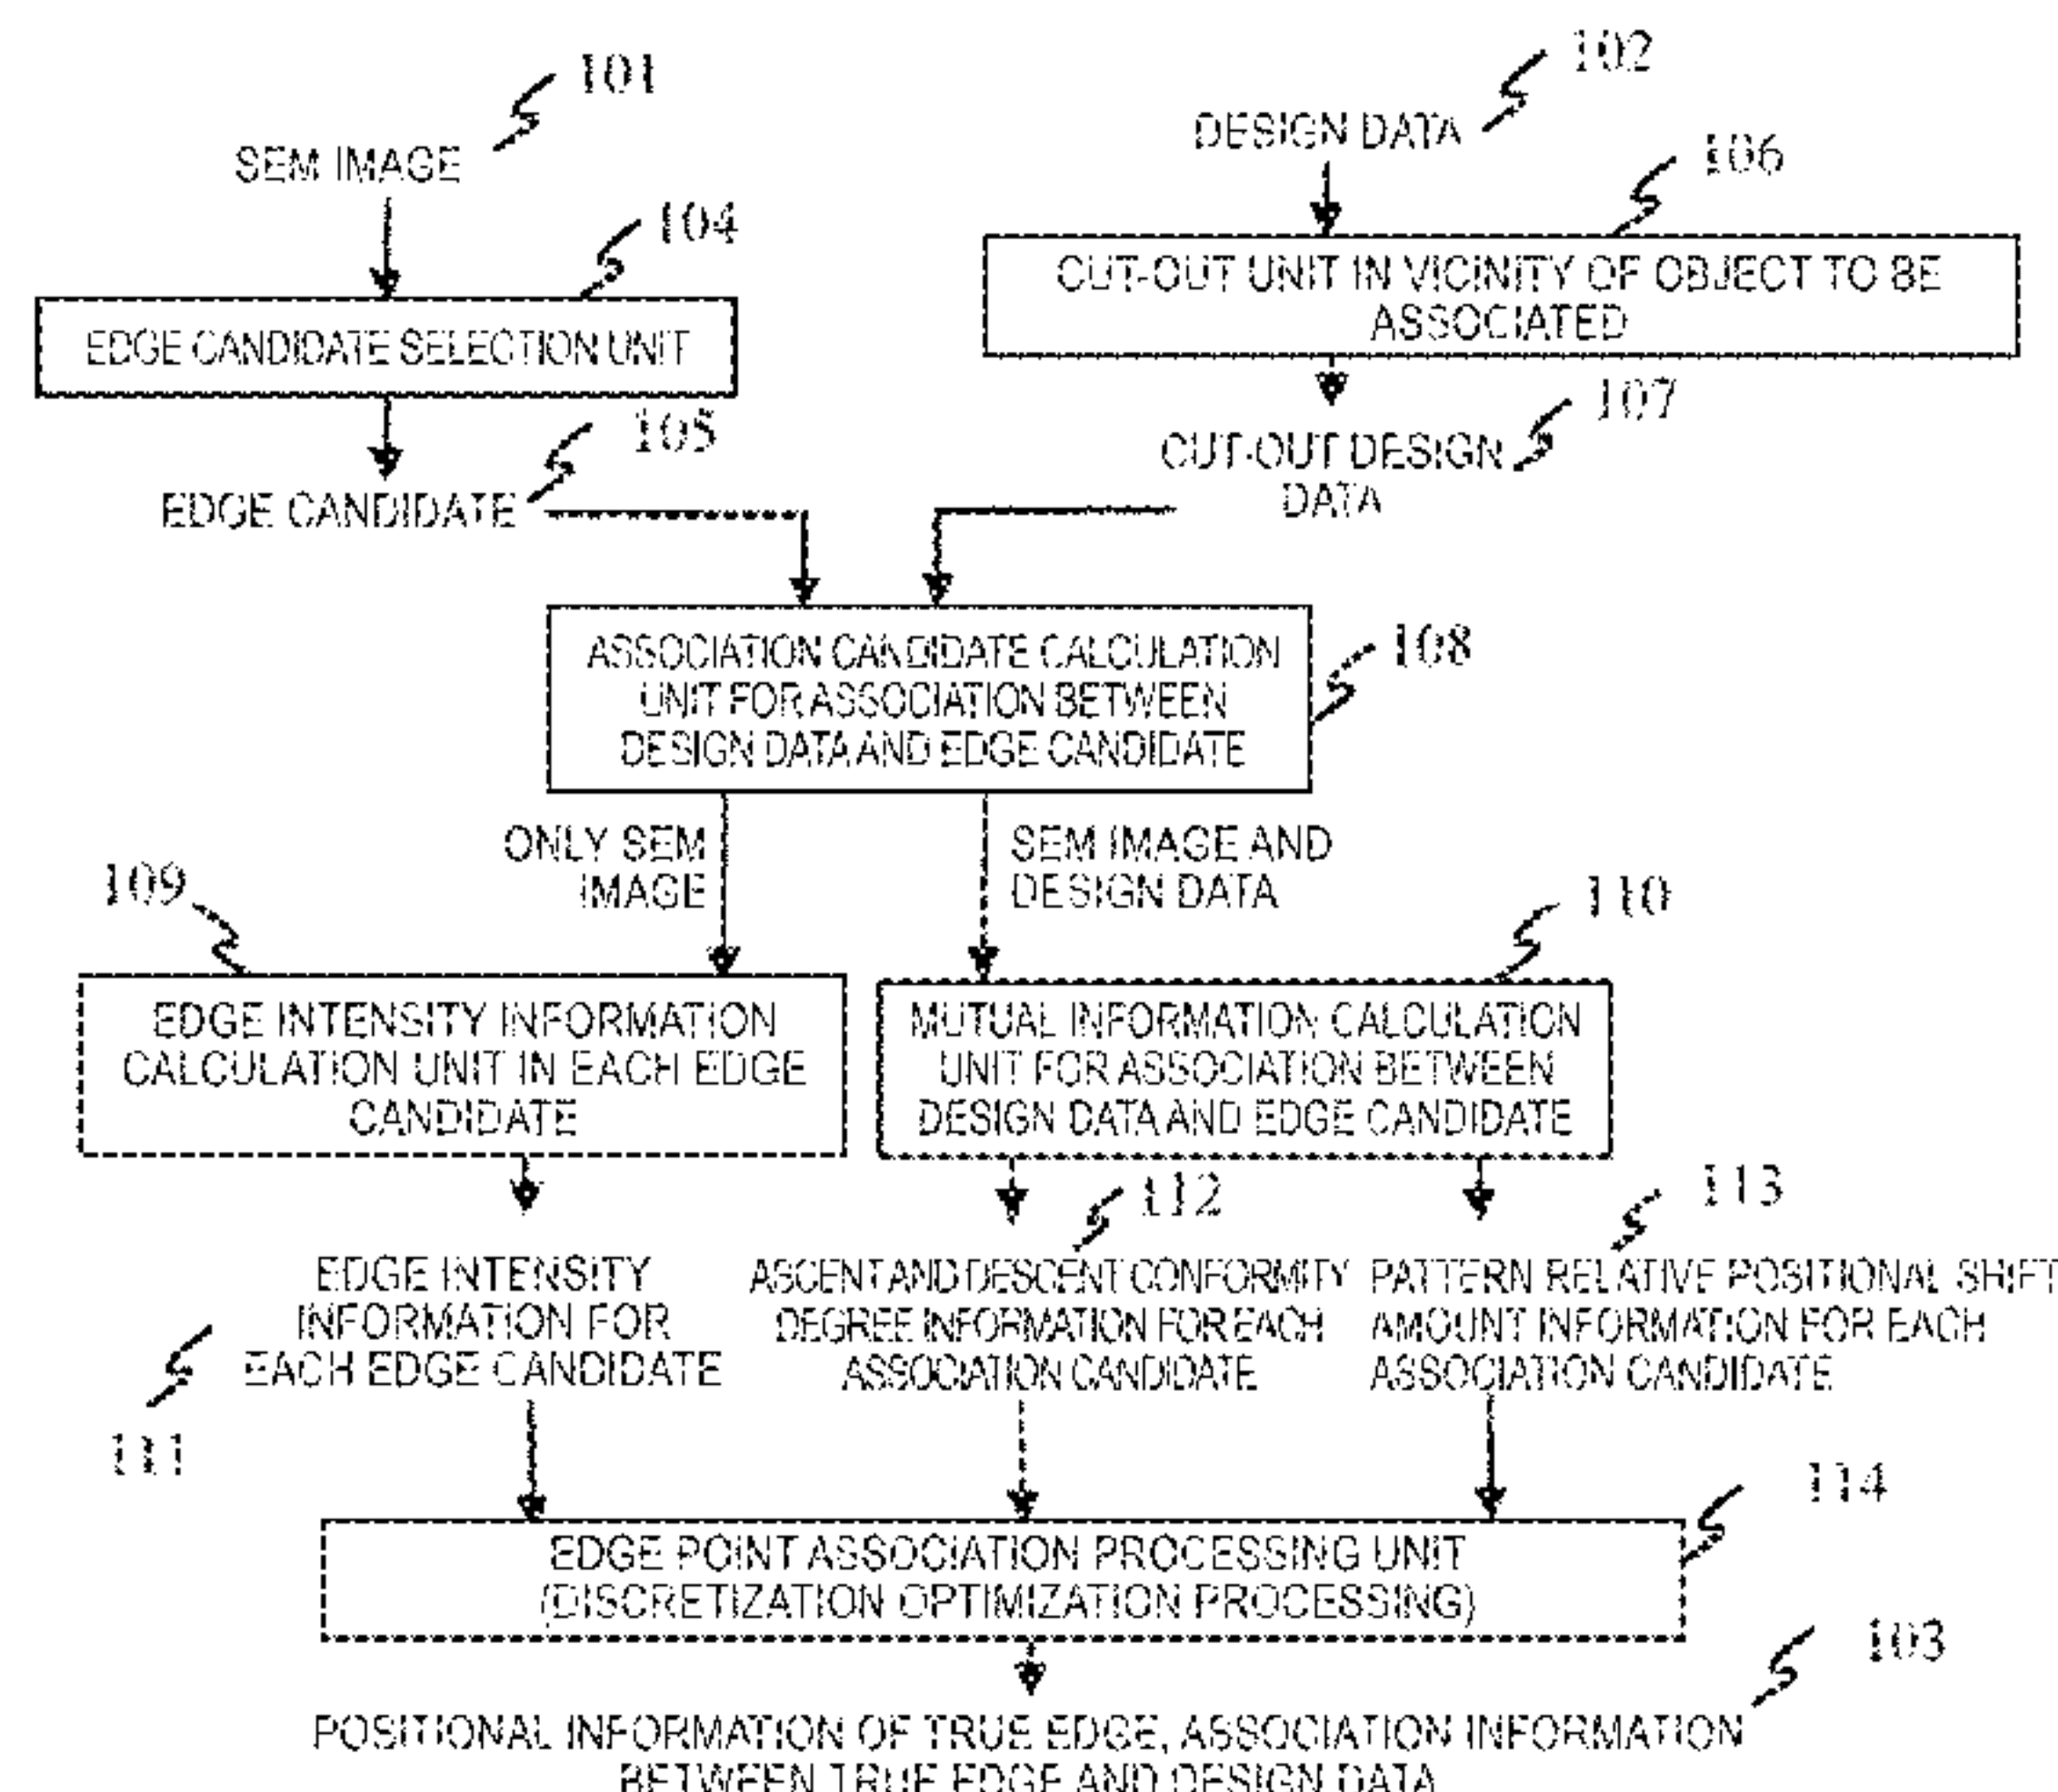 101
SEM IMAGE
102
DESIGN DATA
104
EDGE CANDIDATE SELECTION UNIT
106
CUT-OUT UNIT IN VICINITY OF OBJECT TO BE
ASSOCIATED
105
EDGE CANDIDATE
107
CUT-OUT DESIGN
DATA
ASSOCIATION CANDIDATE CALCULATION
UNIT FOR ASSOCIATION BETWEEN
DESIGN DATA AND EDGE CANDIDATE
108
ONLY SEM
IMAGE
SEM IMAGE AND
DESIGN DATA
109
EDGE INTENSITY INFORMATION
CALCULATION UNIT IN EACH EDGE
CANDIDATE
110
MUTUAL INFORMATION CALCULATION
UNIT FOR ASSOCIATION BETWEEN
DESIGN DATA AND EDGE CANDIDATE
111
EDGE INTENSITY
INFORMATION FOR
EACH EDGE CANDIDATE
112
ASCENT AND DESCENT CONFORMITY
DEGREE INFORMATION FOR EACH
ASSOCIATION CANDIDATE
113
PATTERN RELATIVE POSITIONAL SHIFT
AMOUNT INFORMATION FOR EACH
ASSOCIATION CANDIDATE
114
EDGE POINT ASSOCIATION PROCESSING UNIT
(DISCRETIZATION OPTIMIZATION PROCESSING)
103
POSITIONAL INFORMATION OF TRUE EDGE, ASSOCIATION INFORMATION
BETWEEN TRUE EDGE AND DESIGN DATA